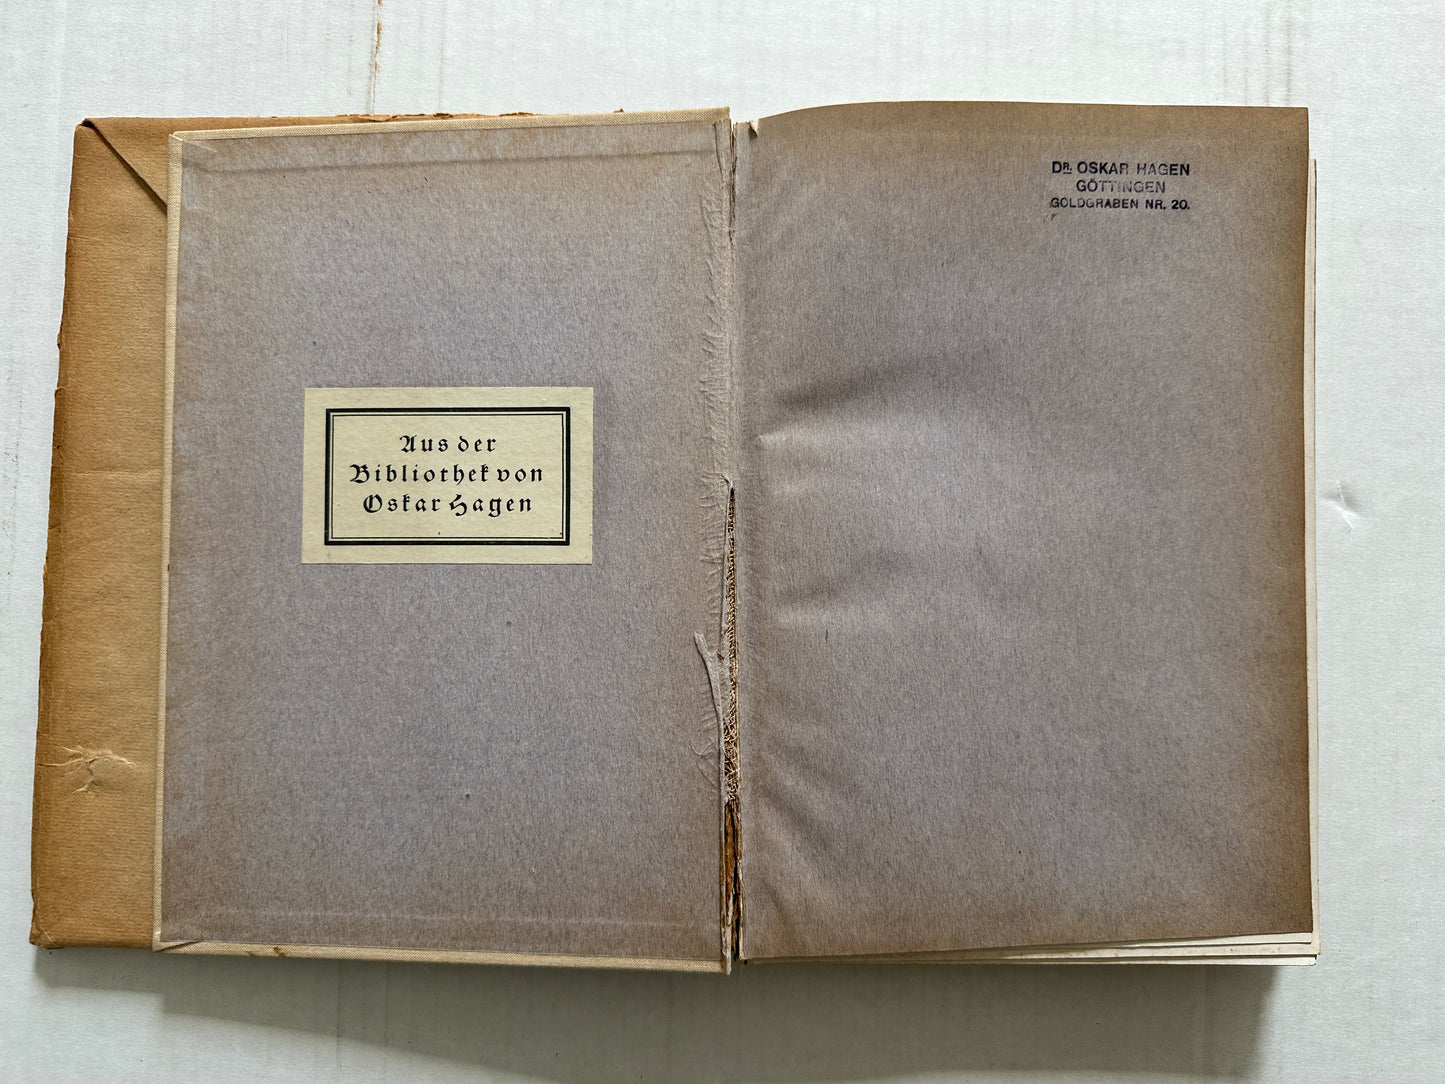 Aus der
Bibliothek von
Oskar Hagen
DR. OSKAR HAGEN
GÖTTINGEN
GOLDGRABEN NR. 20.